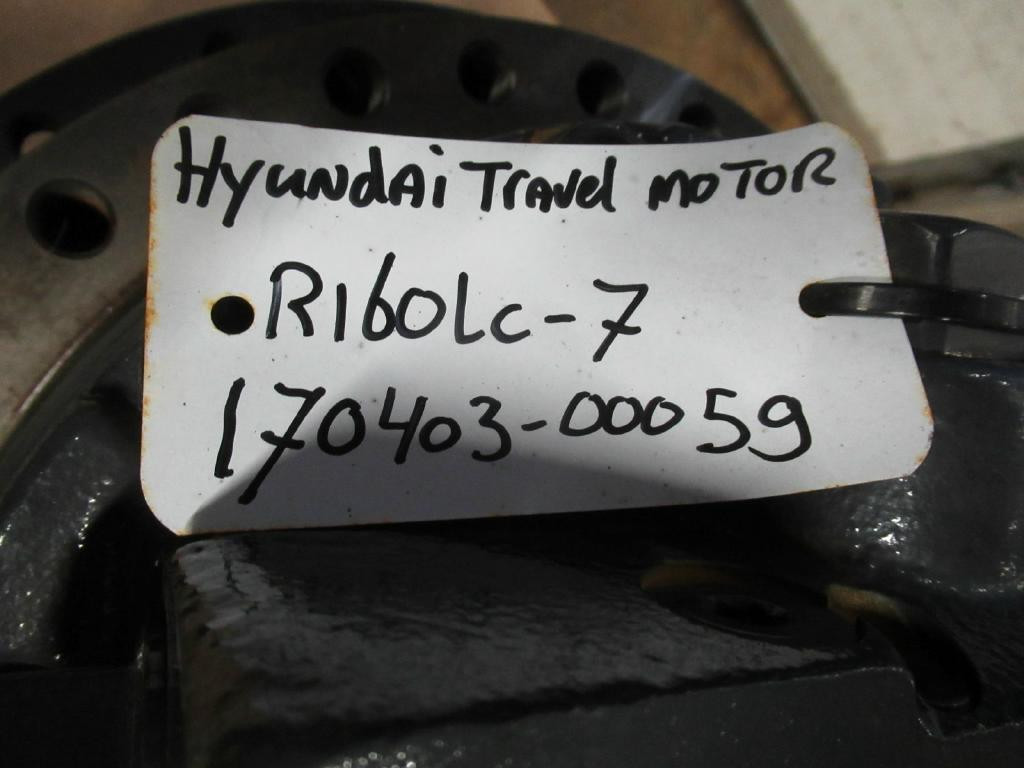 Hyundai Travel Motor
R160Lc-7
170403-00059